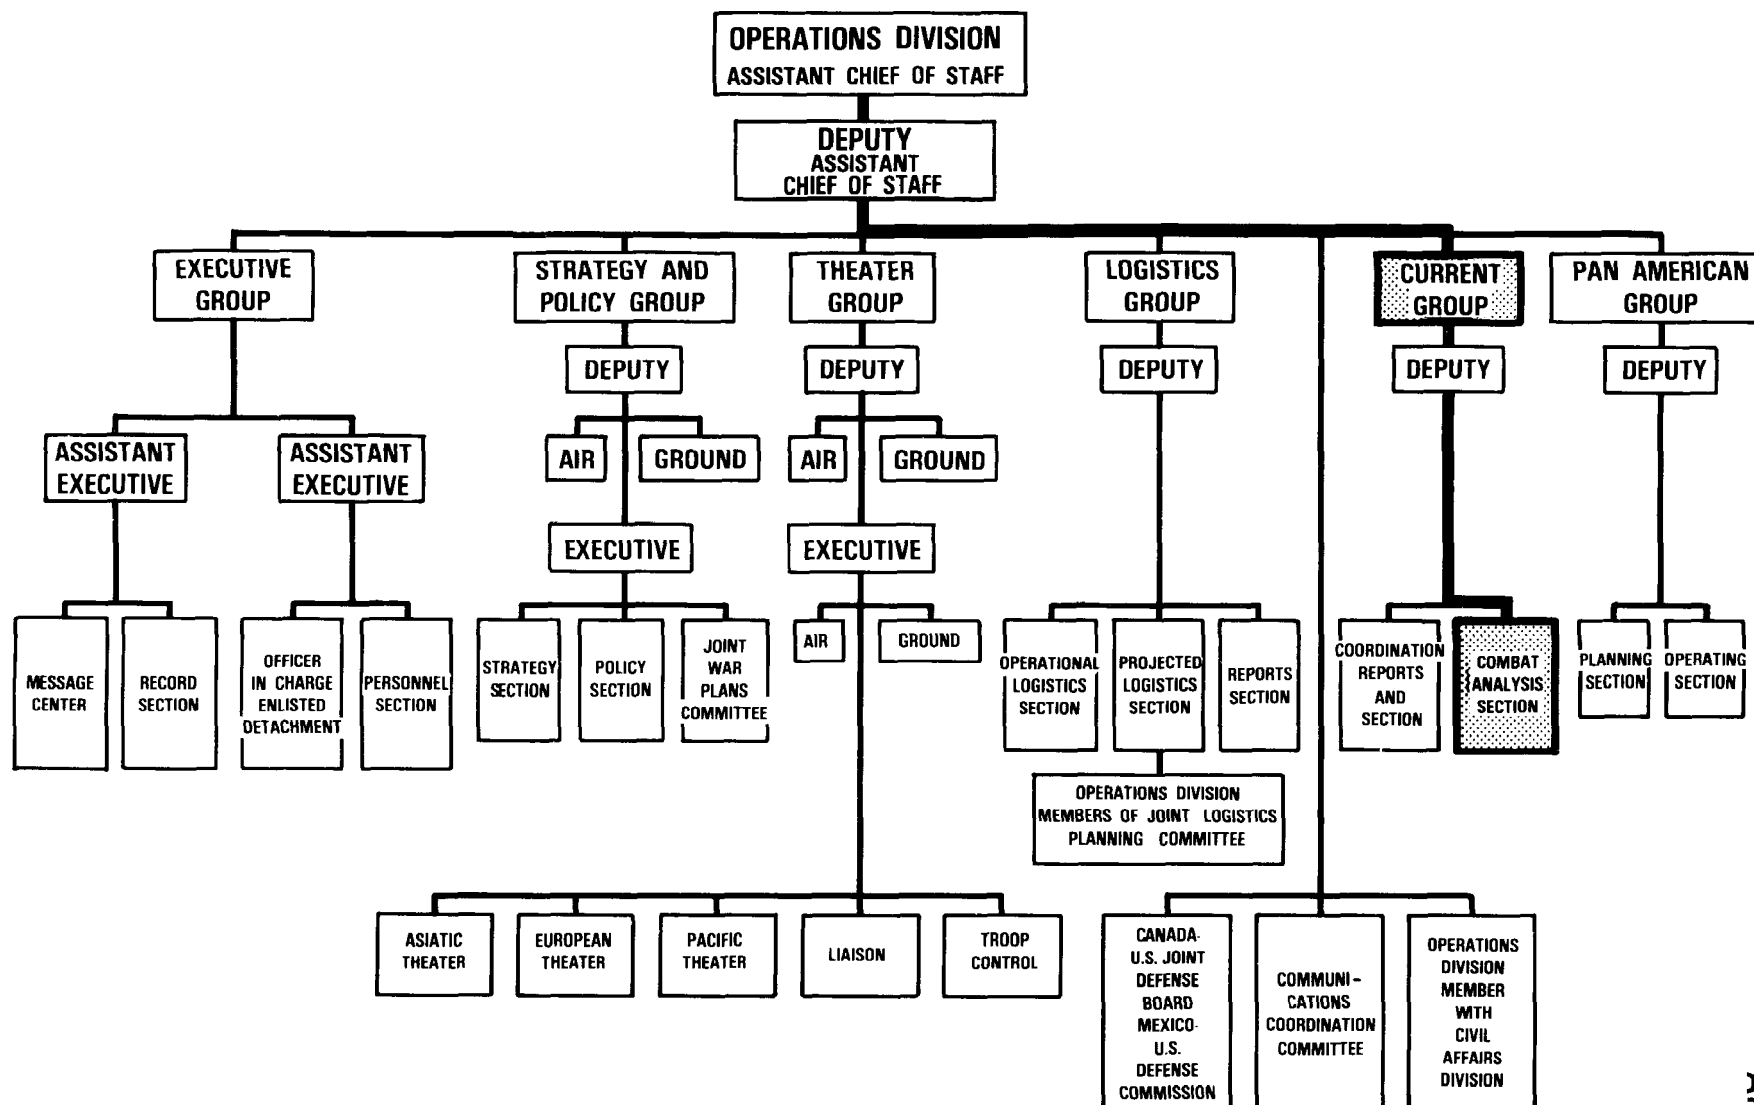 OPERATIONS DIVISION
ASSISTANT CHIEF OF STAFF
DEPUTY
ASSISTANT
CHIEF OF STAFF
EXECUTIVE
GROUP
STRATEGY AND
POLICY GROUP
THEATER
GROUP
LOGISTICS
GROUP
CURRENT
GROUP
PAN AMERICAN
GROUP
DEPUTY
DEPUTY
DEPUTY
DEPUTY
DEPUTY
ASSISTANT
EXECUTIVE
ASSISTANT
EXECUTIVE
AIR
GROUND
AIR
GROUND
EXECUTIVE
EXECUTIVE
MESSAGE
CENTER
RECORD
SECTION
OFFICER
IN CHARGE
ENLISTED
DETACHMENT
PERSONNEL
SECTION
STRATEGY
SECTION
POLICY
SECTION
JOINT
WAR
PLANS
COMMITTEE
AIR
GROUND
OPERATIONAL
LOGISTICS
SECTION
PROJECTED
LOGISTICS
SECTION
REPORTS
SECTION
COORDINATION
REPORTS
AND
SECTION
COMBAT
ANALYSIS
SECTION
PLANNING
SECTION
OPERATING
SECTION
OPERATIONS DIVISION
MEMBERS OF JOINT LOGISTICS
PLANNING COMMITTEE
ASIATIC
THEATER
EUROPEAN
THEATER
PACIFIC
THEATER
LIAISON
TROOP
CONTROL
CANADA-
U.S. JOINT
DEFENSE
BOARD
MEXICO-
U.S.
DEFENSE
COMMISSION
COMMUNI-
CATIONS
COORDINATION
COMMITTEE
OPERATIONS
DIVISION
MEMBER
WITH
CIVIL
AFFAIRS
DIVISION